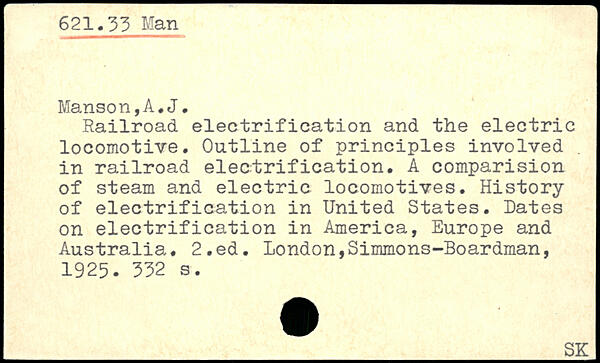 621.33 Man
Manson,A.J.
Railroad electrification and the electric
locomotive. Outline of principles involved
in railroad electrification. A comparision
of steam and electric locomotives. History
of electrification in United States. Dates
on electrification in America, Europe and
Australia. 2.ed. London,Simmons-Boardman,
1925. 332 s.
SK